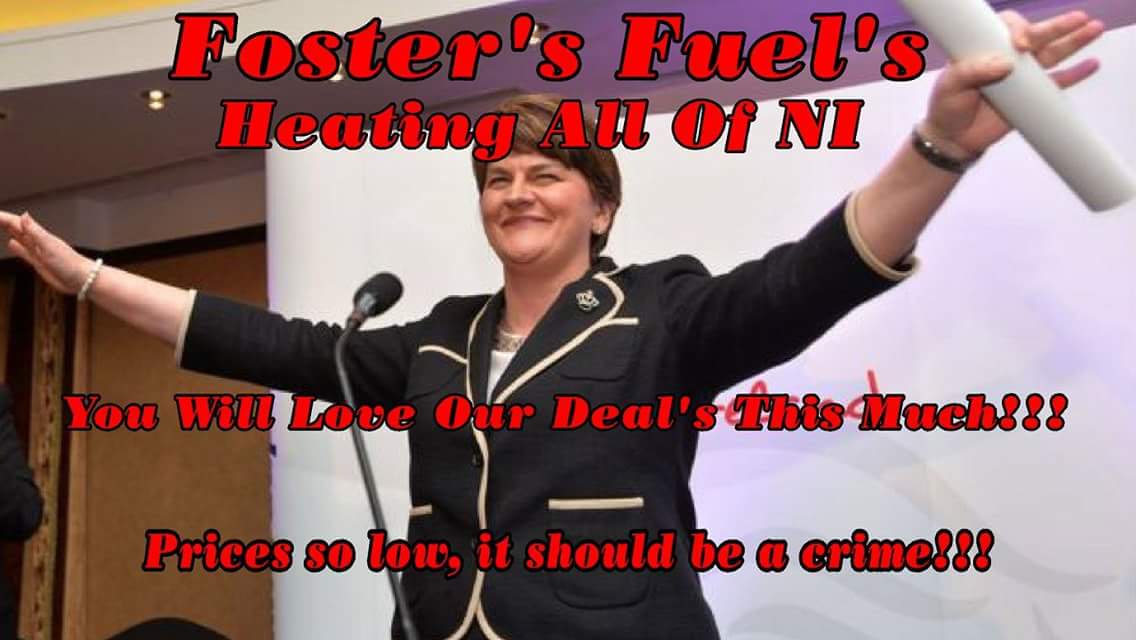 Foster's Fuel's
Heating All Of NI
You Will Love Our Deal's This Much!!!
Prices so low, it should be a crime!!!